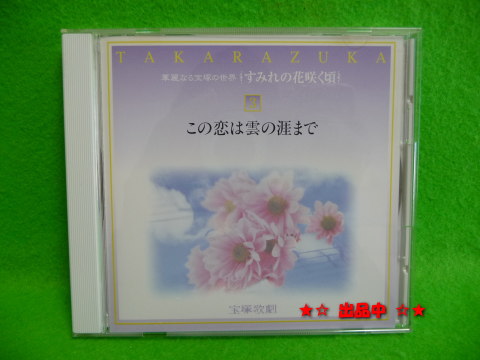 TAKARAZUKA
華麗なる宝塚の世界 すみれの花咲く頃
この恋は雲の涯まで
宝塚歌劇
★☆ 出品中 ☆★